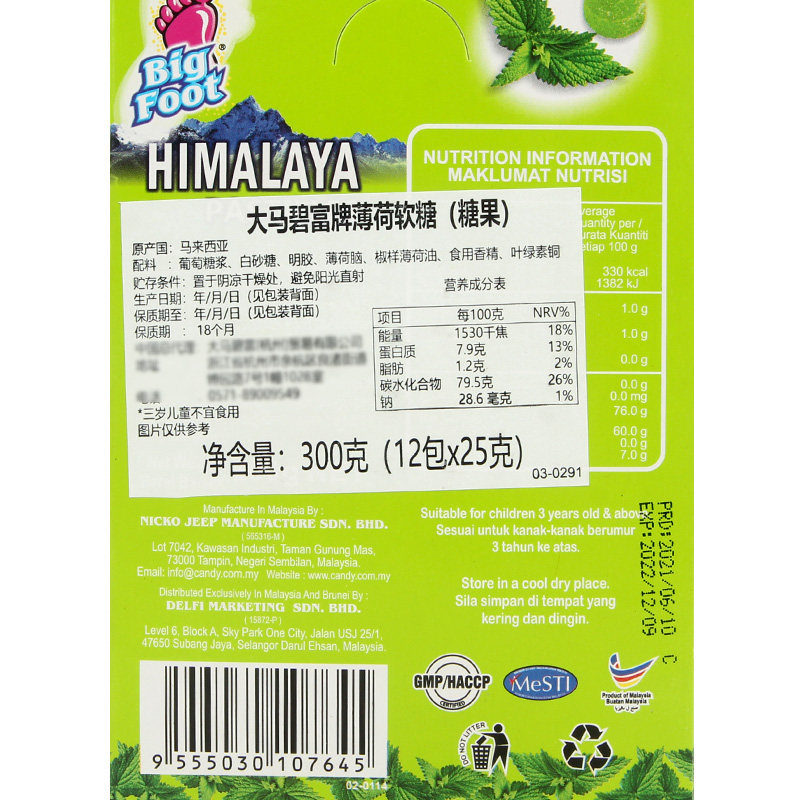 Big
Foot®
HIMALAYA
NUTRITION INFORMATION
MAKLUMAT NUTRISI
verage
uantity per /
urata Kuantiti
etiap 100 g
330 kcal
1382 kJ
1.0 g
1.0 g
0.0 g
0.0 g
0.0 mg
76.0 g
60.0 g
0.0 g
7.0 g
大马碧富牌薄荷软糖（糖果）
原产国：马来西亚
配料：葡萄糖浆、白砂糖、明胶、薄荷脑、椒样薄荷油、食用香精、叶绿素铜
贮存条件：置于阴凉干燥处，避免阳光直射
生产日期：年/月/日（见包装背面）
保质期至：年/月/日（见包装背面）
保质期：18个月
*三岁儿童不宜食用
图片仅供参考
营养成分表
项目 每100克 NRV%
能量 1530千焦 18%
蛋白质 7.9克 13%
脂肪 1.2克 2%
碳水化合物 79.5克 26%
钠 28.6 毫克 1%
净含量：300克（12包x25克）
03-0291
Manufacture In Malaysia By :
NICKO JEEP MANUFACTURE SDN. BHD.
( 555316-M )
Lot 7042, Kawasan Industri, Taman Gunung Mas,
73000 Tampin, Negeri Sembilan, Malaysia.
Email: info@candy.com.my Website : www.candy.com.my
Distributed Exclusively In Malaysia And Brunei By :
DELFI MARKETING SDN. BHD.
( 15872-P )
Level 6, Block A, Sky Park One City, Jalan USJ 25/1,
47650 Subang Jaya, Selangor Darul Ehsan, Malaysia.
Suitable for children 3 years old & above
Sesuai untuk kanak-kanak berumur
3 tahun ke atas.
Store in a cool dry place.
Sila simpan di tempat yang
kering dan dingin.
PRD:2021/06/10 C
EXP:2022/12/09
GMP/HACCP
CERTIFIED
MeSTI
Product of Malaysia
Buatan Malaysia
DO NOT LITTER
9 555030 107645
02-0114